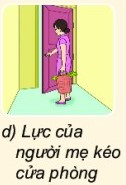 d) Lực của
người mẹ kéo
cửa phòng